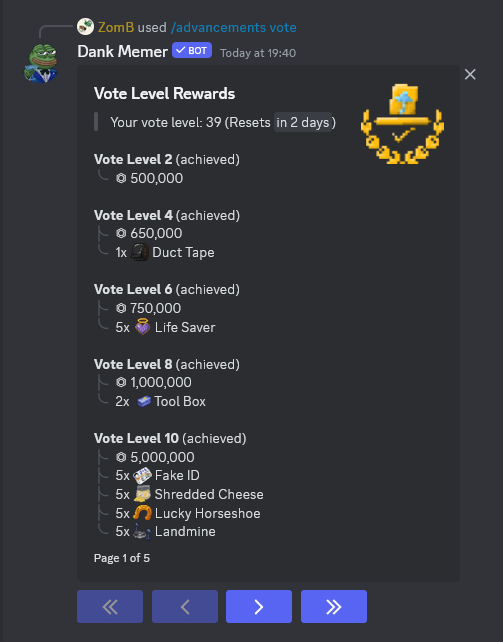 ZomB used /advancements vote
Dank Memer ✓ BOT Today at 19:40
Vote Level Rewards
Your vote level: 39 (Resets in 2 days)
Vote Level 2 (achieved)
500,000
Vote Level 4 (achieved)
650,000
1x Duct Tape
Vote Level 6 (achieved)
750,000
5x Life Saver
Vote Level 8 (achieved)
1,000,000
2x Tool Box
Vote Level 10 (achieved)
5,000,000
5x Fake ID
5x Shredded Cheese
5x Lucky Horseshoe
5x Landmine
Page 1 of 5